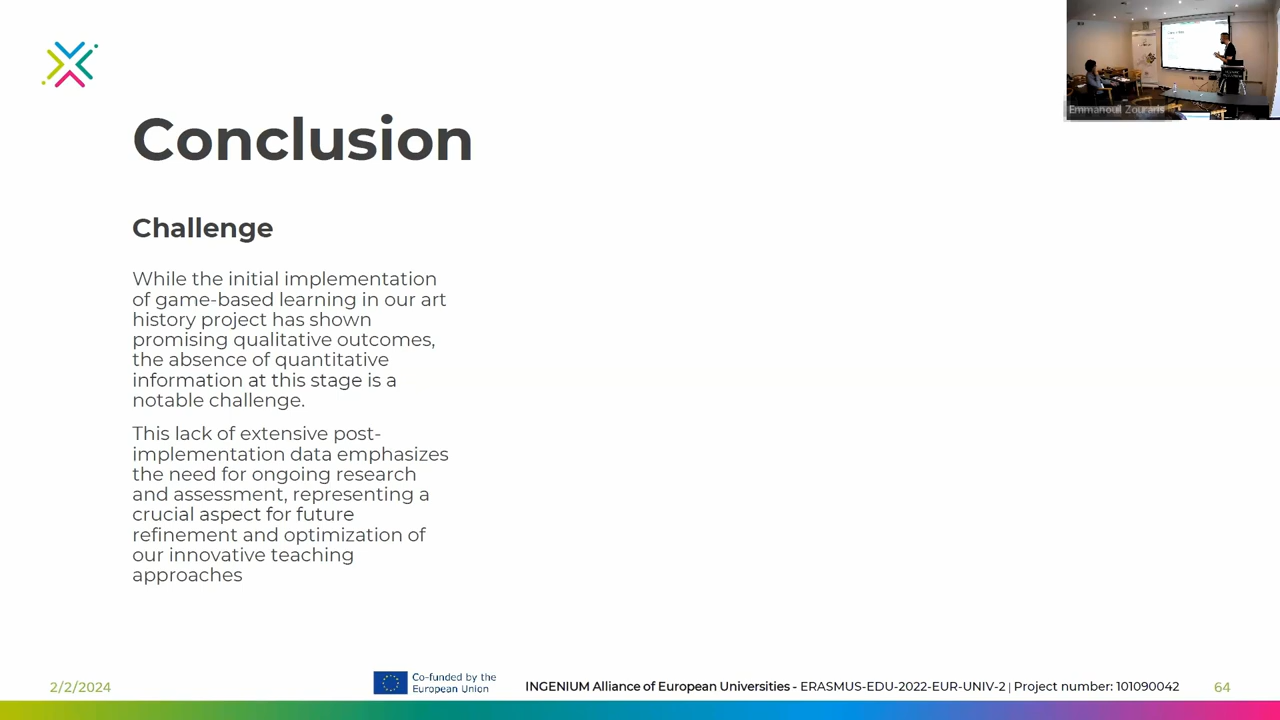 Emmanouil Zouraris
Conclusion
Challenge
While the initial implementation
of game-based learning in our art
history project has shown
promising qualitative outcomes,
the absence of quantitative
information at this stage is a
notable challenge.
This lack of extensive post-
implementation data emphasizes
the need for ongoing research
and assessment, representing a
crucial aspect for future
refinement and optimization of
our innovative teaching
approaches
2/2/2024
Co-funded by the
European Union
INGENIUM Alliance of European Universities - ERASMUS-EDU-2022-EUR-UNIV-2 | Project number: 101090042
64